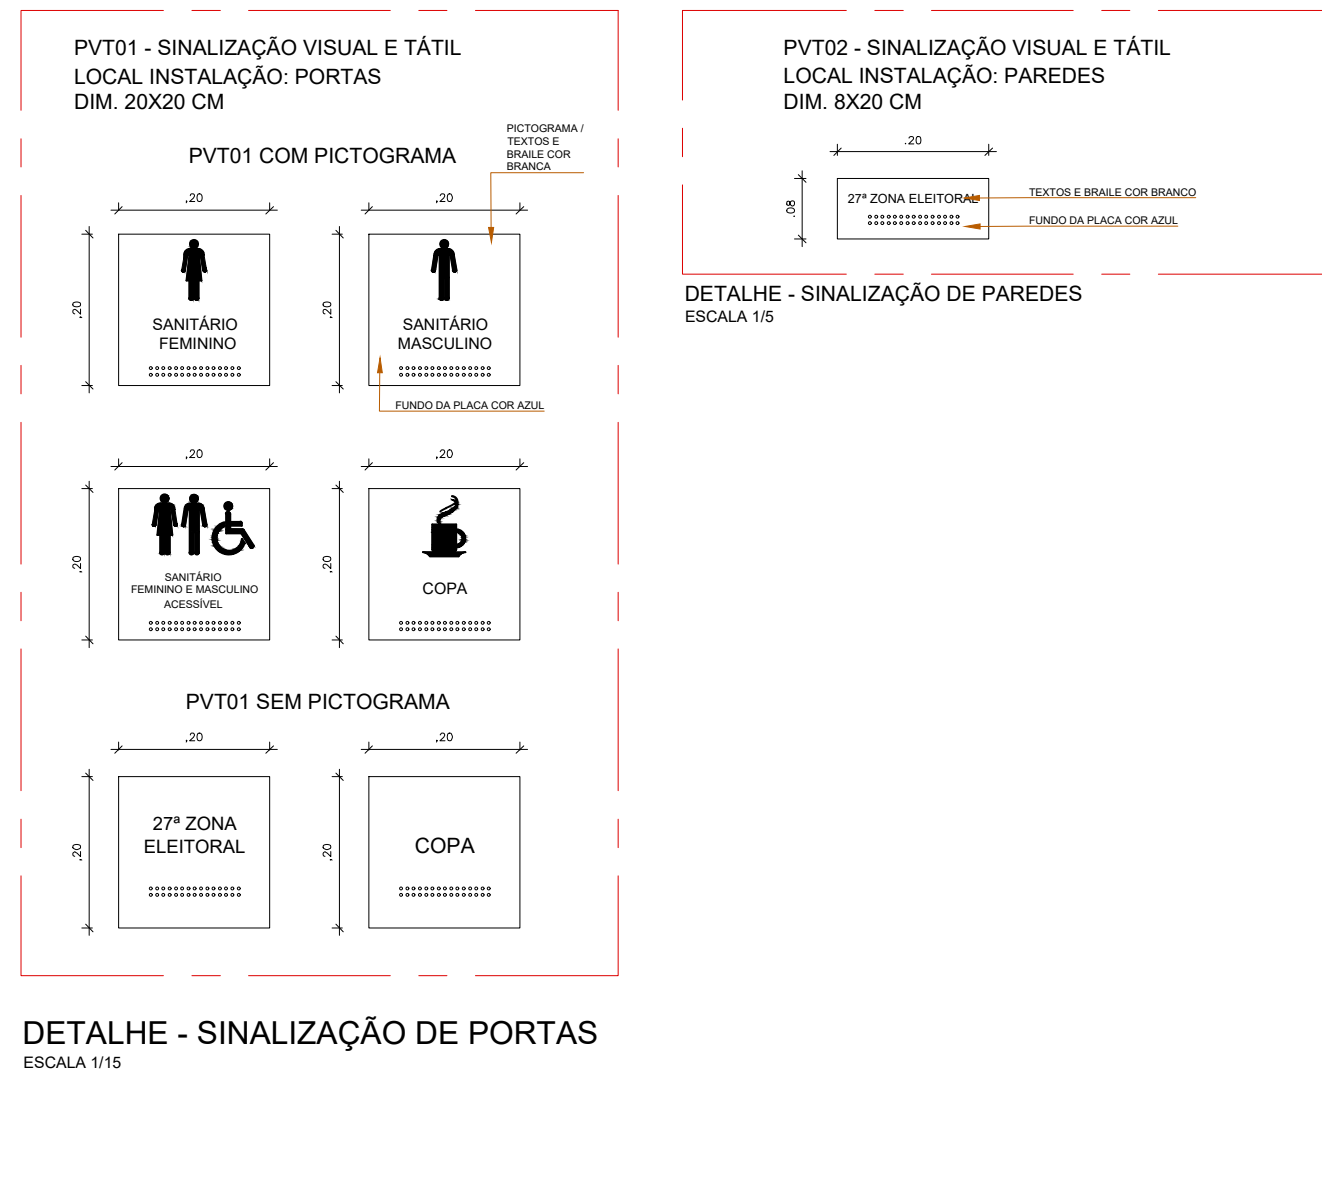 PVT01 - SINALIZAÇÃO VISUAL E TÁTIL
LOCAL INSTALAÇÃO: PORTAS
DIM. 20X20 CM
PVT01 COM PICTOGRAMA
PICTOGRAMA /
TEXTOS E
BRAILE COR
BRANCA
,20
,20
,20
SANITÁRIO
FEMININO
SANITÁRIO
MASCULINO
FUNDO DA PLACA COR AZUL
,20
,20
,20
,20
SANITÁRIO
FEMININO E MASCULINO
ACESSÍVEL
,20
COPA
PVT01 SEM PICTOGRAMA
,20
,20
,20
27ª ZONA
ELEITORAL
,20
COPA
DETALHE - SINALIZAÇÃO DE PORTAS
ESCALA 1/15
PVT02 - SINALIZAÇÃO VISUAL E TÁTIL
LOCAL INSTALAÇÃO: PAREDES
DIM. 8X20 CM
.20
.08
27ª ZONA ELEITORAL
TEXTOS E BRAILE COR BRANCO
FUNDO DA PLACA COR AZUL
DETALHE - SINALIZAÇÃO DE PAREDES
ESCALA 1/5